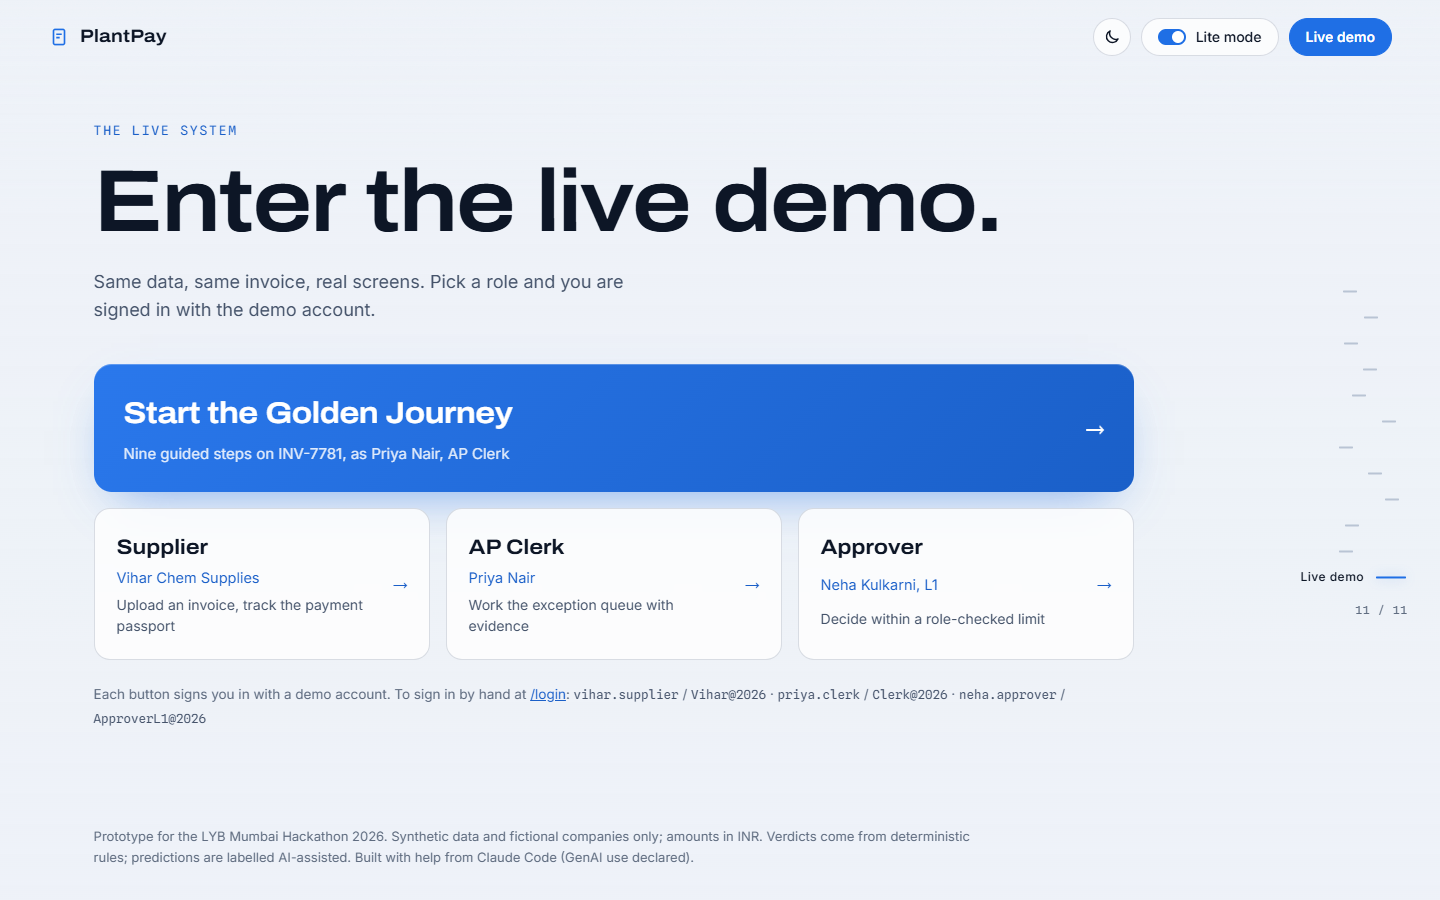 PlantPay
Lite mode
Live demo
THE LIVE SYSTEM
Enter the live demo.
Same data, same invoice, real screens. Pick a role and you are
signed in with the demo account.
Start the Golden Journey
→
Nine guided steps on INV-7781, as Priya Nair, AP Clerk
Supplier
Vihar Chem Supplies
→
Upload an invoice, track the payment
passport
AP Clerk
Priya Nair
→
Work the exception queue with
evidence
Approver
Neha Kulkarni, L1
→
Decide within a role-checked limit
Live demo
11 / 11
Each button signs you in with a demo account. To sign in by hand at /login: vihar.supplier / Vihar@2026 · priya.clerk / Clerk@2026 · neha.approver /
ApproverL1@2026
Prototype for the LYB Mumbai Hackathon 2026. Synthetic data and fictional companies only; amounts in INR. Verdicts come from deterministic
rules; predictions are labelled AI-assisted. Built with help from Claude Code (GenAI use declared).